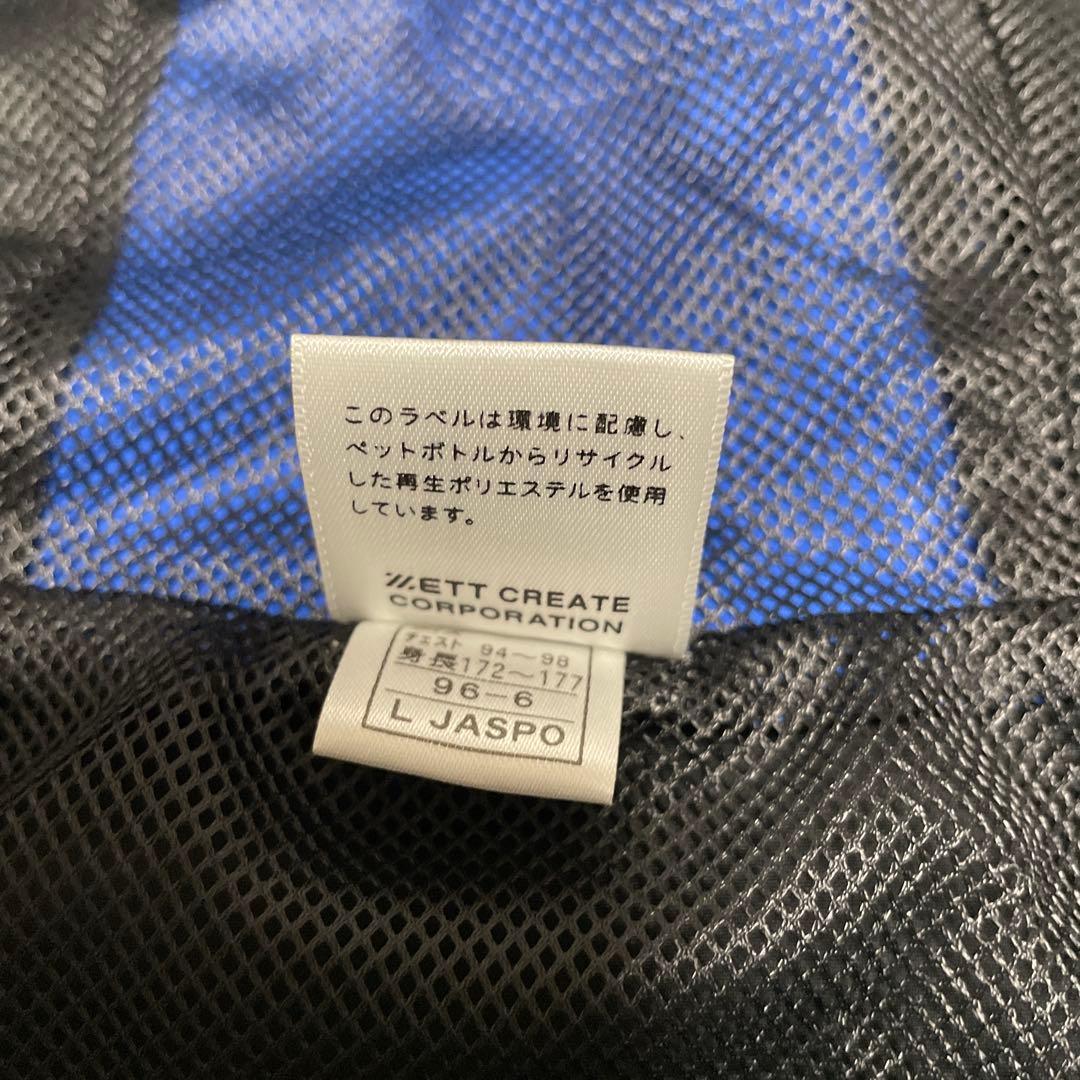 このラベルは環境に配慮し、
ペットボトルからリサイクル
した再生ポリエステルを使用
しています。
ZETT CREATE
CORPORATION
チェスト 94〜98
身長172〜177
96-6
L JASPO